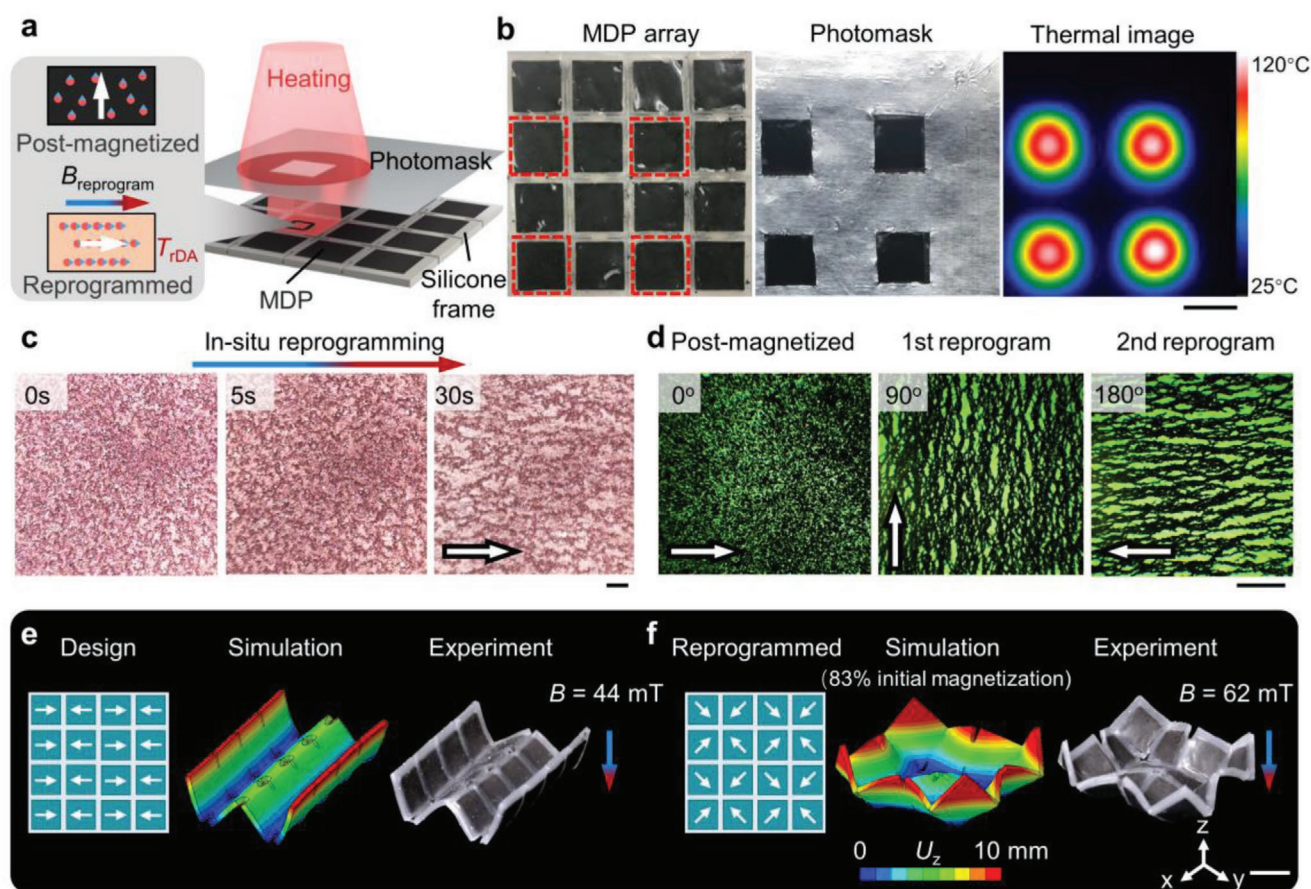 a
Heating
Post-magnetized
B reprogram
T rDA
Reprogrammed
Photomask
MDP
Silicone
frame
b
MDP array
Photomask
Thermal image
120°C
25°C
c
In-situ reprogramming
0s
5s
30s
d
Post-magnetized
1st reprogram
2nd reprogram
0°
90°
180°
e
Design
Simulation
Experiment
B = 44 mT
f
Reprogrammed
Simulation
(83% initial magnetization)
Experiment
B = 62 mT
0 Uz 10 mm
z
x
y